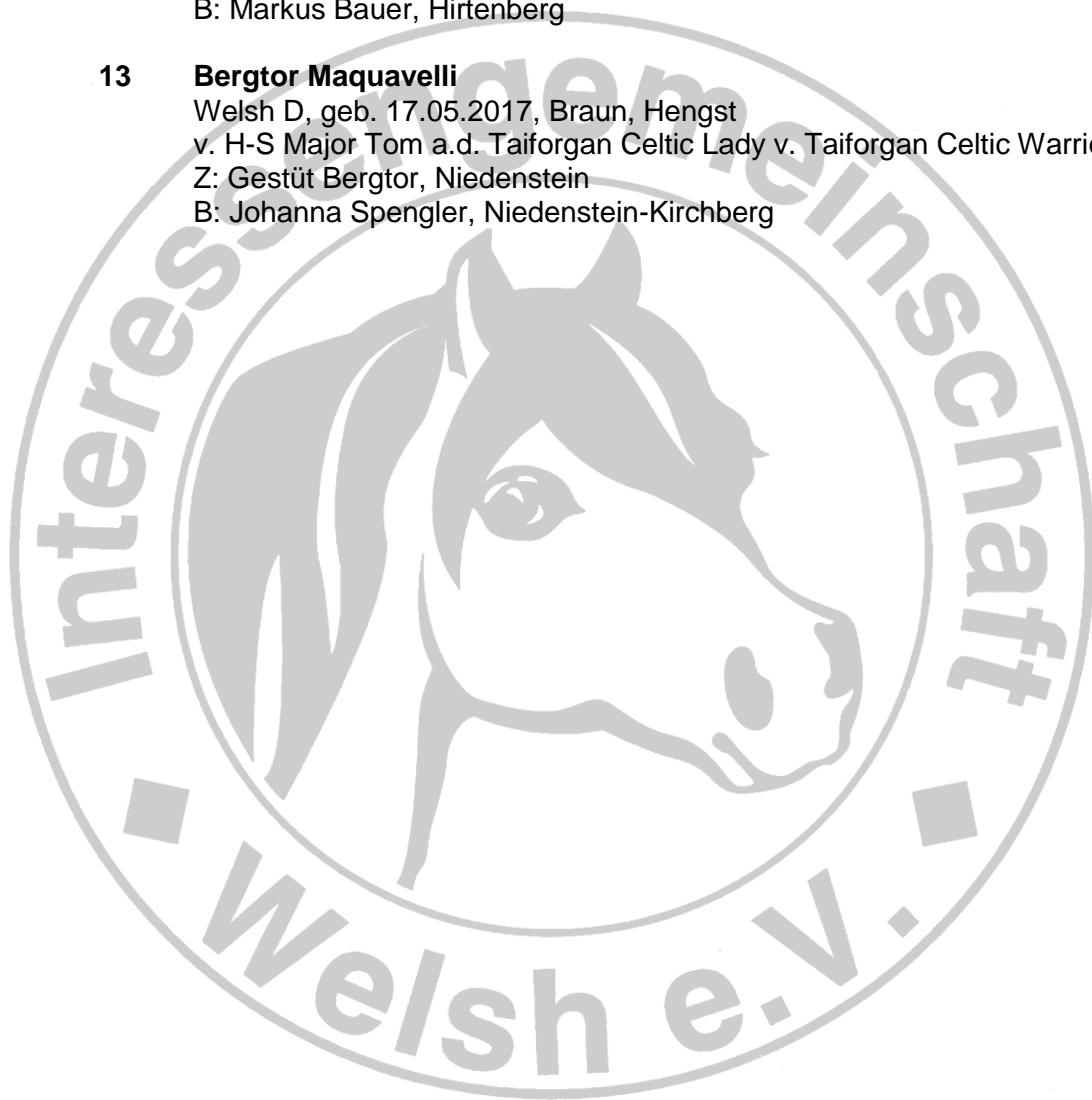 B: Markus Bauer, Hirtenberg
13 Bergtor Maquavelli
Welsh D, geb. 17.05.2017, Braun, Hengst
v. H-S Major Tom a.d. Taiforgan Celtic Lady v. Taiforgan Celtic
Z: Gestüt Bergtor, Niedenstein
B: Johanna Spengler, Niedenstein-Kirchberg
Interessengemeinschaft
Welsh e.V.